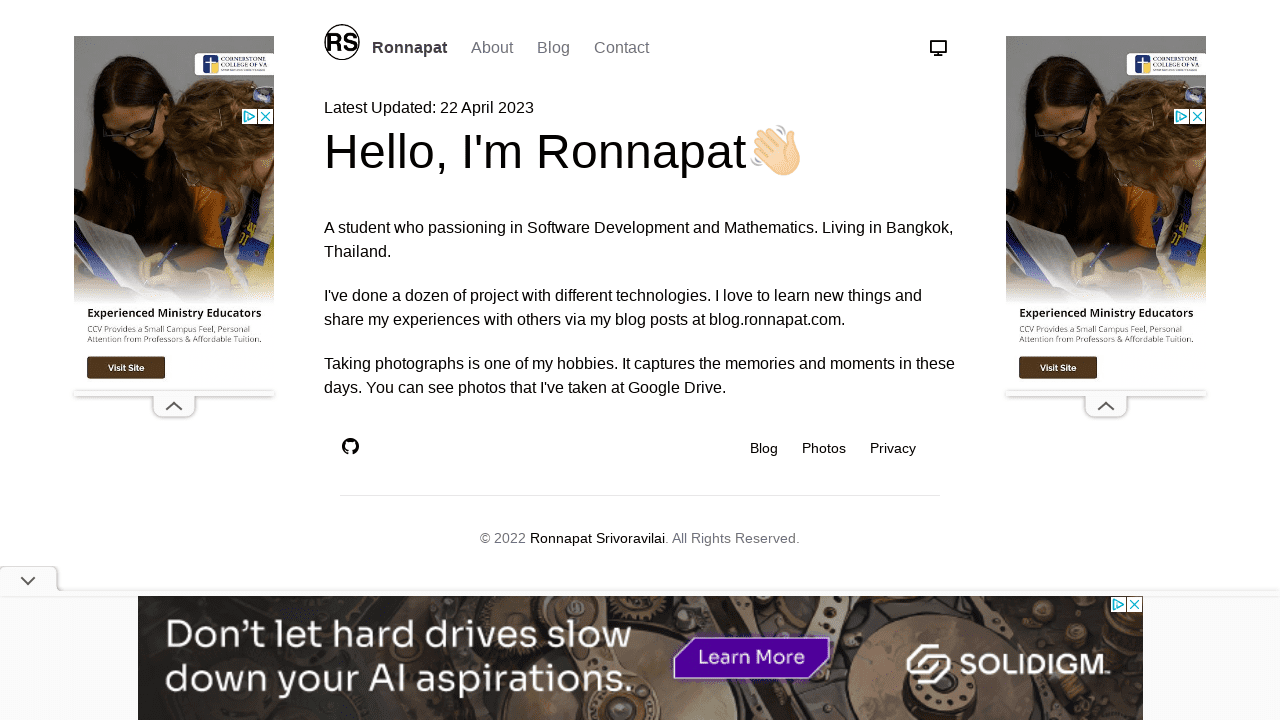 RS Ronnapat About Blog Contact
Latest Updated: 22 April 2023
Hello, I'm Ronnapat
A student who passioning in Software Development and Mathematics. Living in Bangkok,
Thailand.
I've done a dozen of project with different technologies. I love to learn new things and
share my experiences with others via my blog posts at blog.ronnapat.com.
Taking photographs is one of my hobbies. It captures the memories and moments in these
days. You can see photos that I've taken at Google Drive.
Blog Photos Privacy
© 2022 Ronnapat Srivoravilai. All Rights Reserved.
CORNERSTONE
COLLEGE OF VA
Experienced Ministry Educators
CCV Provides a Small Campus Feel, Personal
Attention from Professors & Affordable Tuition.
Visit Site
CORNERSTONE
COLLEGE OF VA
Experienced Ministry Educators
CCV Provides a Small Campus Feel, Personal
Attention from Professors & Affordable Tuition.
Visit Site
Don't let hard drives slow
down your AI aspirations.
Learn More
SOLIDIGM